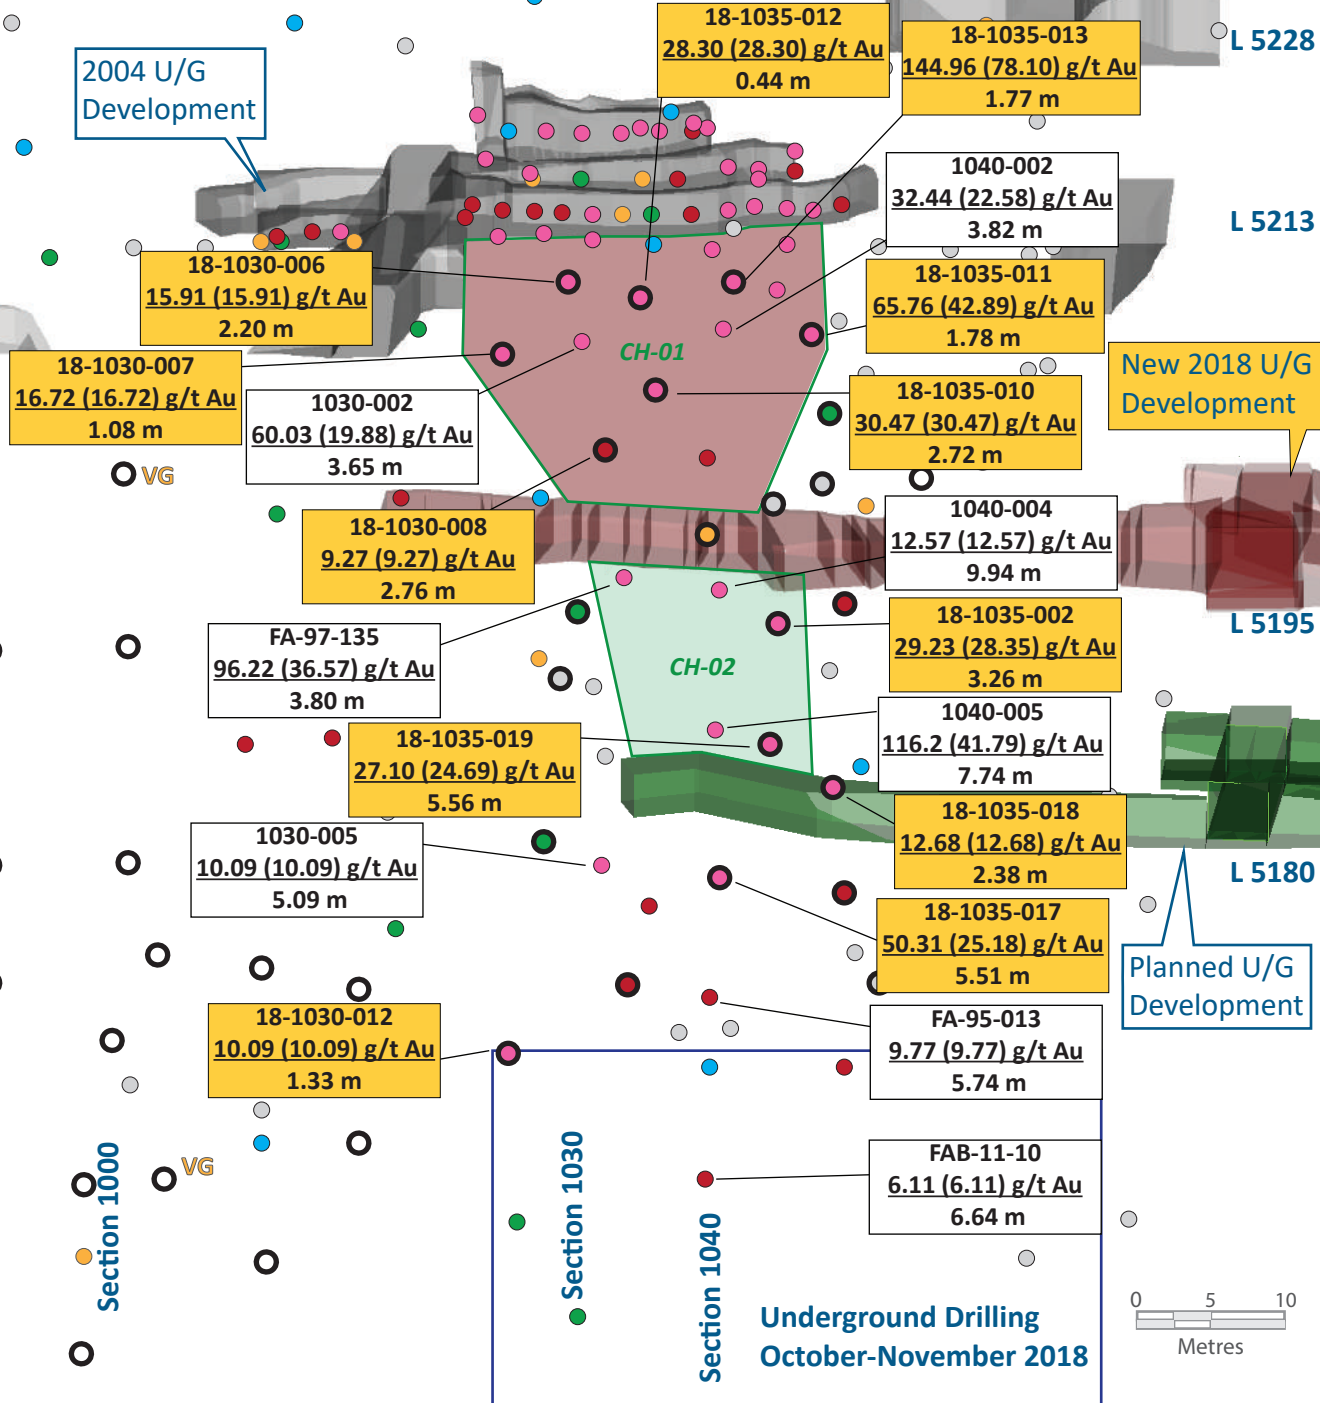 18-1035-012
28.30 (28.30) g/t Au
0.44 m
18-1035-013
144.96 (78.10) g/t Au
1.77 m
L 5228
2004 U/G
Development
1040-002
32.44 (22.58) g/t Au
3.82 m
L 5213
18-1030-006
15.91 (15.91) g/t Au
2.20 m
18-1035-011
65.76 (42.89) g/t Au
1.78 m
CH-01
18-1030-007
16.72 (16.72) g/t Au
1.08 m
New 2018 U/G
Development
1030-002
60.03 (19.88) g/t Au
3.65 m
18-1035-010
30.47 (30.47) g/t Au
2.72 m
VG
18-1030-008
9.27 (9.27) g/t Au
2.76 m
1040-004
12.57 (12.57) g/t Au
9.94 m
L 5195
FA-97-135
96.22 (36.57) g/t Au
3.80 m
18-1035-002
29.23 (28.35) g/t Au
3.26 m
CH-02
1040-005
116.2 (41.79) g/t Au
7.74 m
18-1035-019
27.10 (24.69) g/t Au
5.56 m
18-1035-018
12.68 (12.68) g/t Au
2.38 m
1030-005
10.09 (10.09) g/t Au
5.09 m
L 5180
18-1035-017
50.31 (25.18) g/t Au
5.51 m
Planned U/G
Development
18-1030-012
10.09 (10.09) g/t Au
1.33 m
FA-95-013
9.77 (9.77) g/t Au
5.74 m
FAB-11-10
6.11 (6.11) g/t Au
6.64 m
VG
Section 1000
Section 1030
Section 1040
Underground Drilling
October-November 2018
0 5 10
Metres